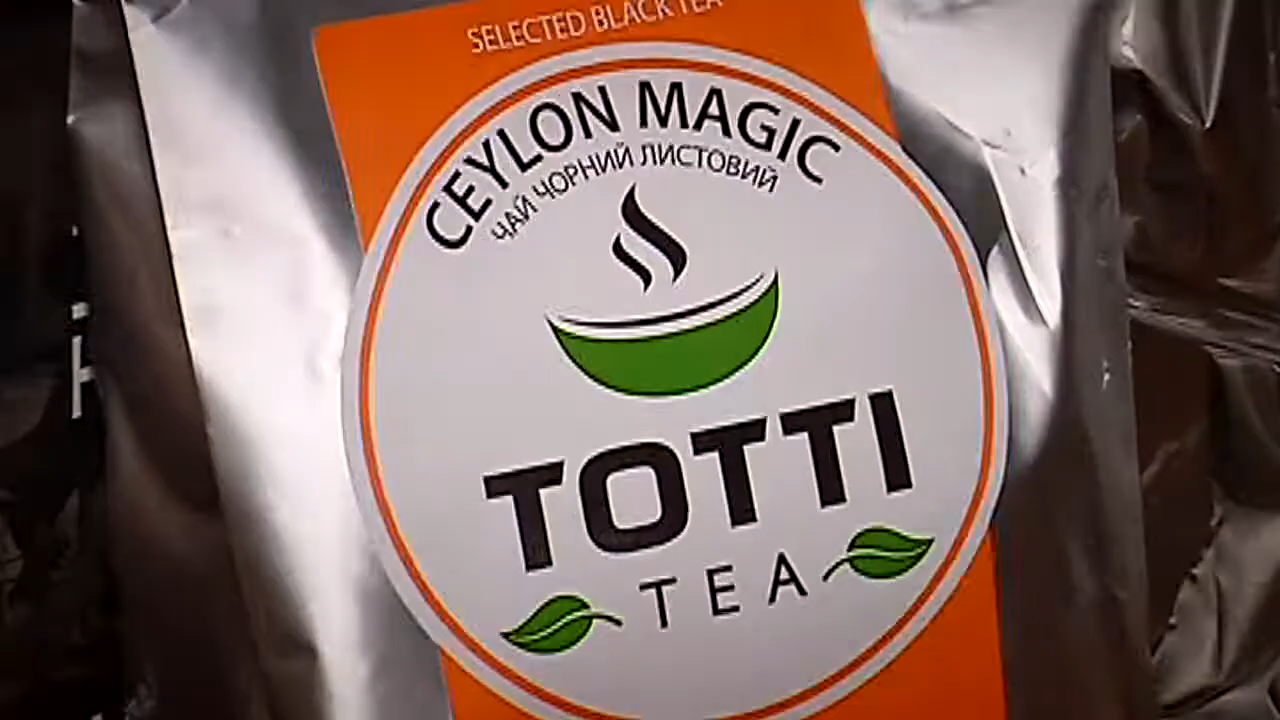 SELECTED BLACK TEA
CEYLON MAGIC
ЧАЙ ЧОРНИЙ ЛИСТОВИЙ
TOTTI
TEA